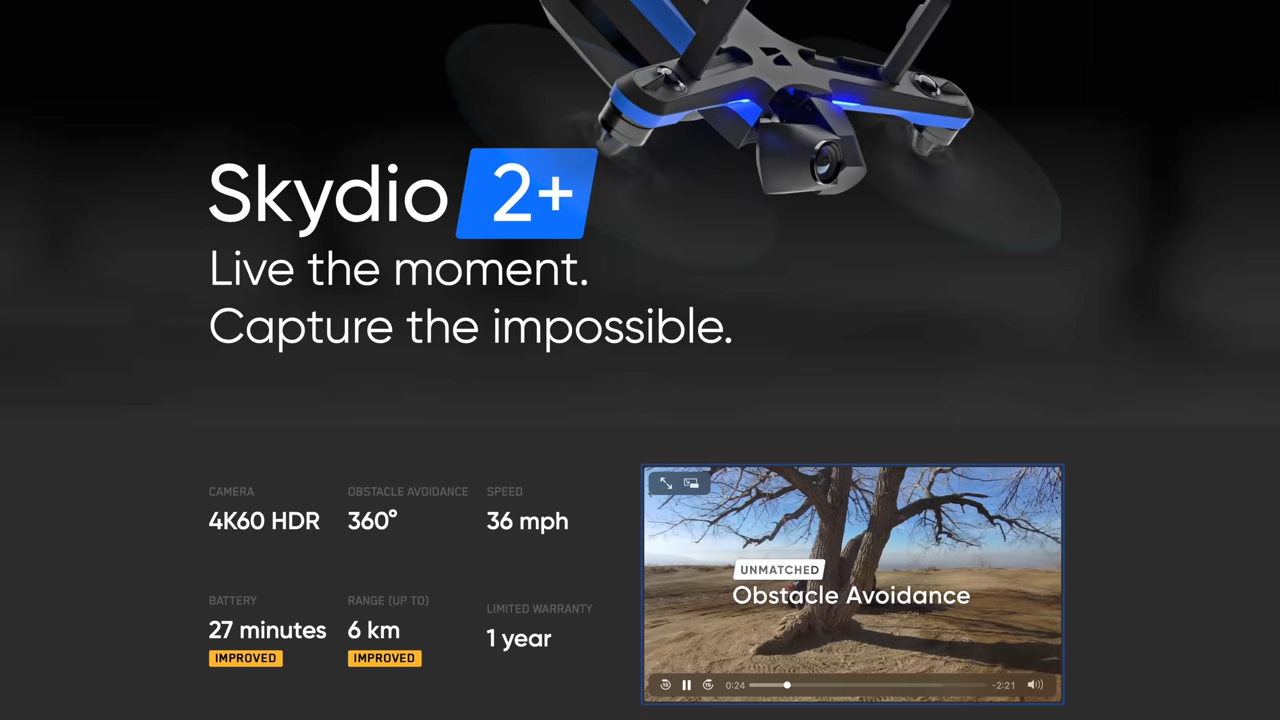 Skydio 2+
Live the moment.
Capture the impossible.
CAMERA
4K60 HDR
OBSTACLE AVOIDANCE
360°
SPEED
36 mph
BATTERY
27 minutes
IMPROVED
RANGE (UP TO)
6 km
IMPROVED
LIMITED WARRANTY
1 year
UNMATCHED
Obstacle Avoidance
15
15
0:24
-2:21